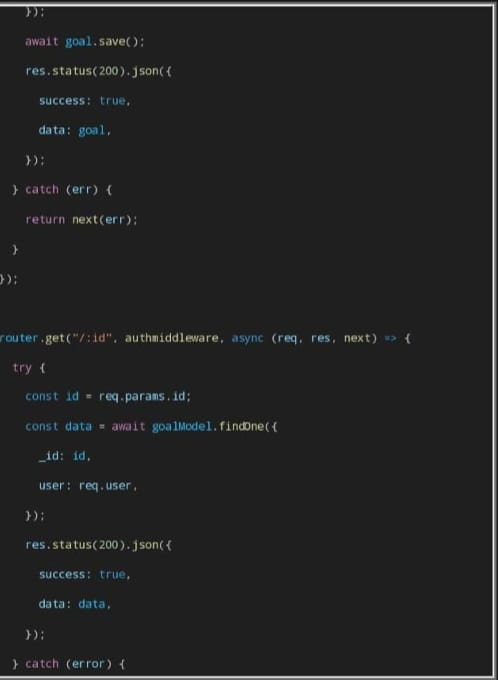 });
await goal.save();
res.status(200).json({
success: true,
data: goal,
});
} catch (err) {
return next(err);
}
});
router.get("/:id", authmiddleware, async (req, res, next) => {
try {
const id = req.params.id;
const data = await goalModel.findOne({
_id: id,
user: req.user,
});
res.status(200).json({
success: true,
data: data,
});
} catch (error) {